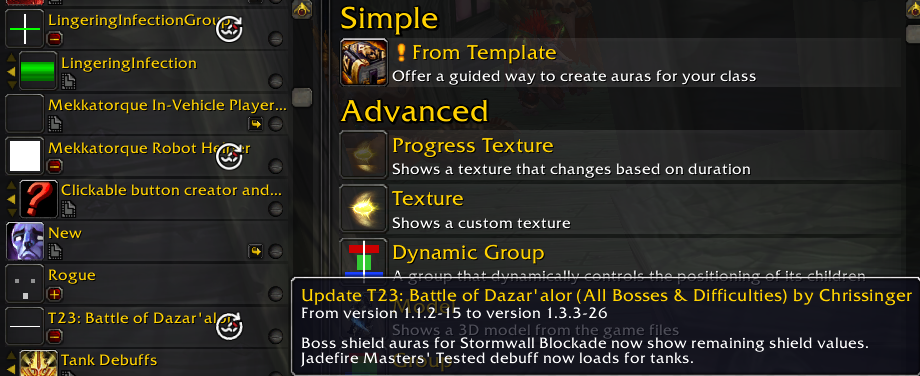 LingeringInfectionGroup
LingeringInfection
Mekkatorque In-Vehicle Player...
Mekkatorque Robot Helper
Clickable button creator and...
New
Rogue
T23: Battle of Dazar'alor
Tank Debuffs
Simple
From Template
Offer a guided way to create auras for your class
Advanced
Progress Texture
Shows a texture that changes based on duration
Texture
Shows a custom texture
Dynamic Group
A group that dynamically controls the positioning of its children
Model
Shows a 3D model from the game files
Group
Update T23: Battle of Dazar'alor (All Bosses & Difficulties) by Chrissinger
From version 1.1.2-15 to version 1.3.3-26
Boss shield auras for Stormwall Blockade now show remaining shield values.
Jadefire Masters' Tested debuff now loads for tanks.